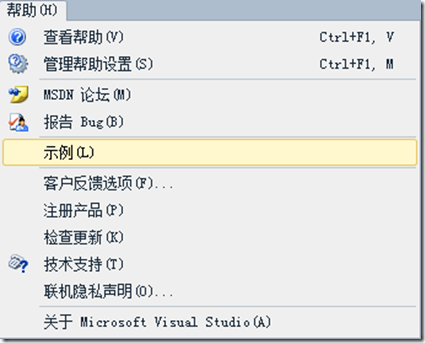 帮助(H)
查看帮助(V) Ctrl+F1, V
管理帮助设置(S) Ctrl+F1, M
MSDN 论坛(M)
报告 Bug(B)
示例(L)
客户反馈选项(F)...
注册产品(P)
检查更新(K)
技术支持(T)
联机隐私声明(O)...
关于 Microsoft Visual Studio(A)